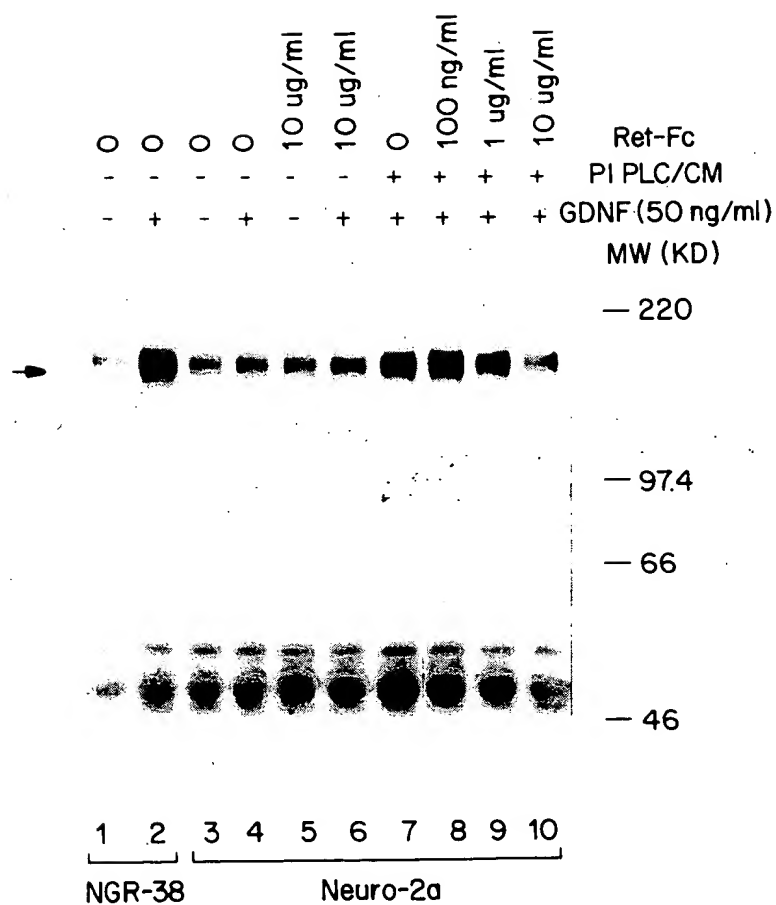 0 0 0 0 10 ug/ml 10 ug/ml 0 100 ng/ml 1 ug/ml 10 ug/ml Ret-Fc
- - - - - - + + + + PI PLC/CM
- + - + - + + + + + GDNF (50 ng/ml)
MW (KD)
— 220
— 97.4
— 66
— 46
1 2 3 4 5 6 7 8 9 10
NGR-38 Neuro-2a